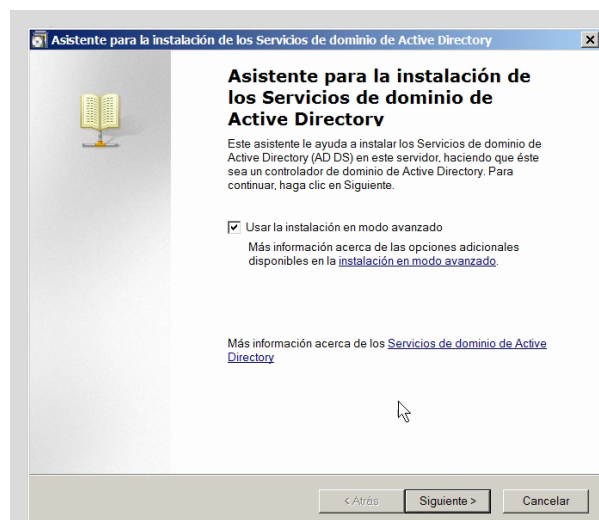 Asistente para la instalación de los Servicios de dominio de Active Directory
Asistente para la instalación de
los Servicios de dominio de
Active Directory
Este asistente le ayuda a instalar los Servicios de dominio de
Active Directory (AD DS) en este servidor, haciendo que éste
sea un controlador de dominio de Active Directory. Para
continuar, haga clic en Siguiente.
Usar la instalación en modo avanzado
Más información acerca de las opciones adicionales
disponibles en la instalación en modo avanzado.
Más información acerca de los Servicios de dominio de Active
Directory
< Atrás Siguiente > Cancelar